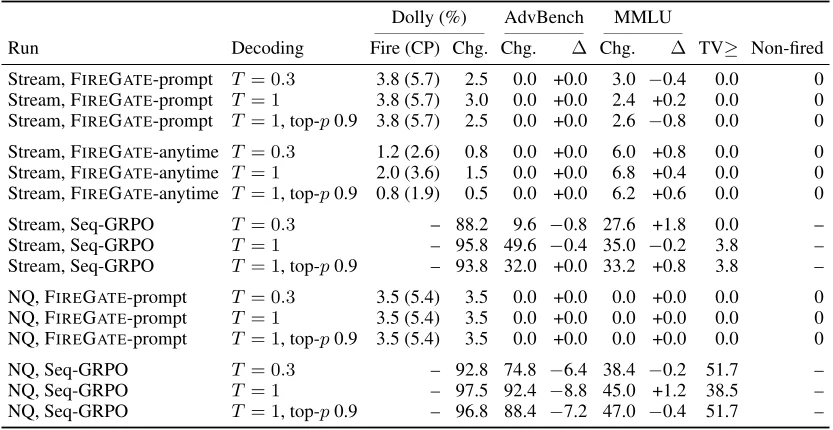 Dolly (%) AdvBench MMLU
Run Decoding Fire (CP) Chg. Chg. Δ Chg. Δ TV≥ Non-fired
Stream, FIREGATE-prompt T = 0.3 3.8 (5.7) 2.5 0.0 +0.0 3.0 −0.4 0.0 0
Stream, FIREGATE-prompt T = 1 3.8 (5.7) 3.0 0.0 +0.0 2.4 +0.2 0.0 0
Stream, FIREGATE-prompt T = 1, top-p 0.9 3.8 (5.7) 2.5 0.0 +0.0 2.6 −0.8 0.0 0
Stream, FIREGATE-anytime T = 0.3 1.2 (2.6) 0.8 0.0 +0.0 6.0 +0.8 0.0 0
Stream, FIREGATE-anytime T = 1 2.0 (3.6) 1.5 0.0 +0.0 6.8 +0.4 0.0 0
Stream, FIREGATE-anytime T = 1, top-p 0.9 0.8 (1.9) 0.5 0.0 +0.0 6.2 +0.6 0.0 0
Stream, Seq-GRPO T = 0.3 – 88.2 9.6 −0.8 27.6 +1.8 0.0 –
Stream, Seq-GRPO T = 1 – 95.8 49.6 −0.4 35.0 −0.2 3.8 –
Stream, Seq-GRPO T = 1, top-p 0.9 – 93.8 32.0 +0.0 33.2 +0.8 3.8 –
NQ, FIREGATE-prompt T = 0.3 3.5 (5.4) 3.5 0.0 +0.0 0.0 +0.0 0.0 0
NQ, FIREGATE-prompt T = 1 3.5 (5.4) 3.5 0.0 +0.0 0.0 +0.0 0.0 0
NQ, FIREGATE-prompt T = 1, top-p 0.9 3.5 (5.4) 3.5 0.0 +0.0 0.0 +0.0 0.0 0
NQ, Seq-GRPO T = 0.3 – 92.8 74.8 −6.4 38.4 −0.2 51.7 –
NQ, Seq-GRPO T = 1 – 97.5 92.4 −8.8 45.0 +1.2 38.5 –
NQ, Seq-GRPO T = 1, top-p 0.9 – 96.8 88.4 −7.2 47.0 −0.4 51.7 –